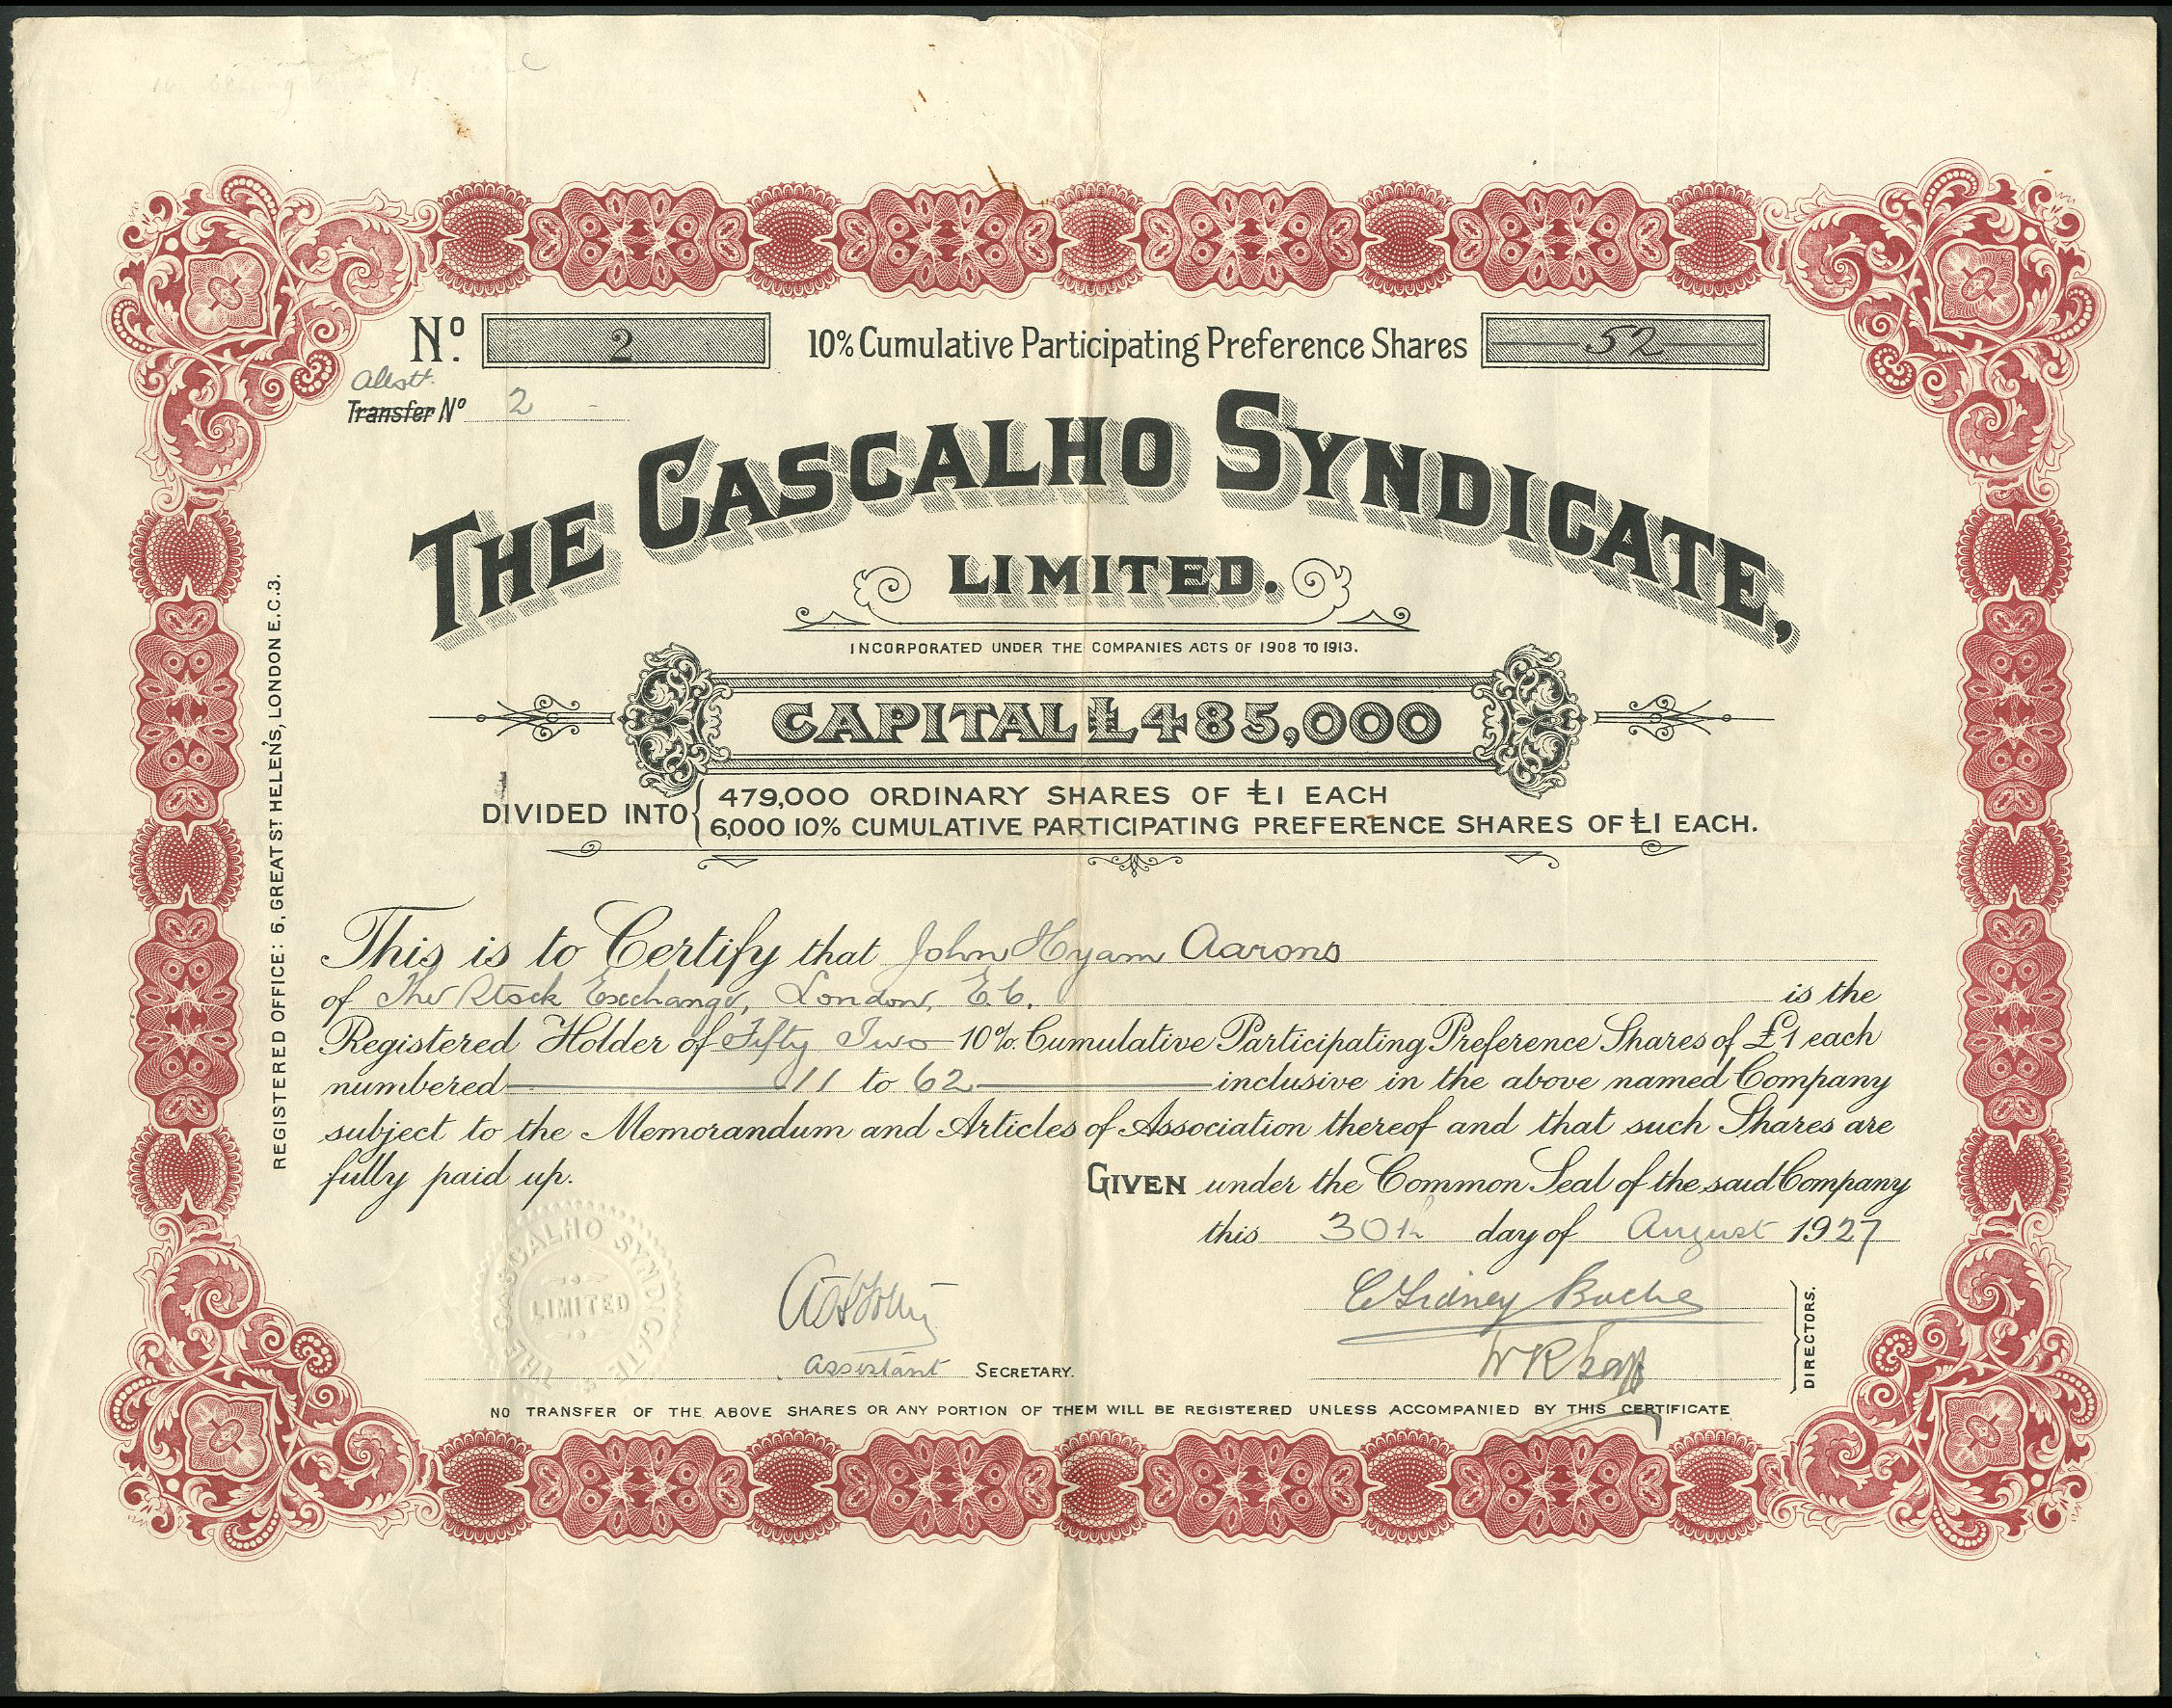 Nº. 2 10% Cumulative Participating Preference Shares 52
Allott.
Transfer Nº 2
THE CASCALHO SYNDICATE,
LIMITED.
INCORPORATED UNDER THE COMPANIES ACTS OF 1908 TO 1913.
CAPITAL £485,000
DIVIDED INTO
479,000 ORDINARY SHARES OF £1 EACH
6,000 10% CUMULATIVE PARTICIPATING PREFERENCE SHARES OF £1 EACH.
REGISTERED OFFICE: 6, GREAT ST HELEN'S, LONDON E.C.3.
This is to Certify that John Hyam Aarons
of The Stock Exchange, London, E.C. is the
Registered Holder of Fifty Two 10% Cumulative Participating Preference Shares of £1 each
numbered 11 to 62 inclusive in the above named Company
subject to the Memorandum and Articles of Association thereof and that such Shares are
fully paid up.
GIVEN under the Common Seal of the said Company
this 30th day of August 1927
THE CASCALHO SYNDICATE
LIMITED
C Sidney
DIRECTORS.
Assistant SECRETARY.
NO TRANSFER OF THE ABOVE SHARES OR ANY PORTION OF THEM WILL BE REGISTERED UNLESS ACCOMPANIED BY THIS CERTIFICATE